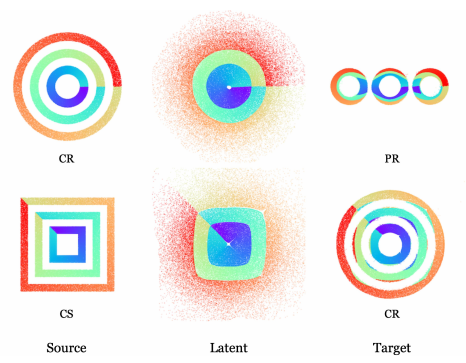 CR PR
CS CR
Source Latent Target